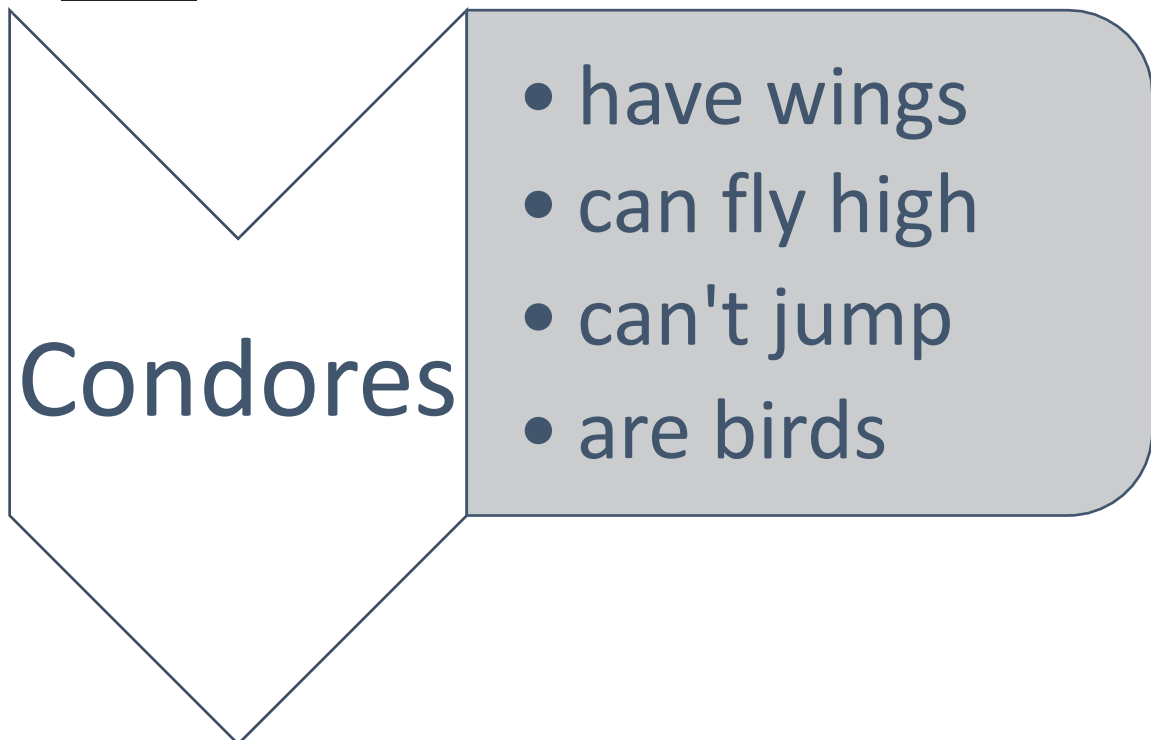 Condores
• have wings
• can fly high
• can't jump
• are birds